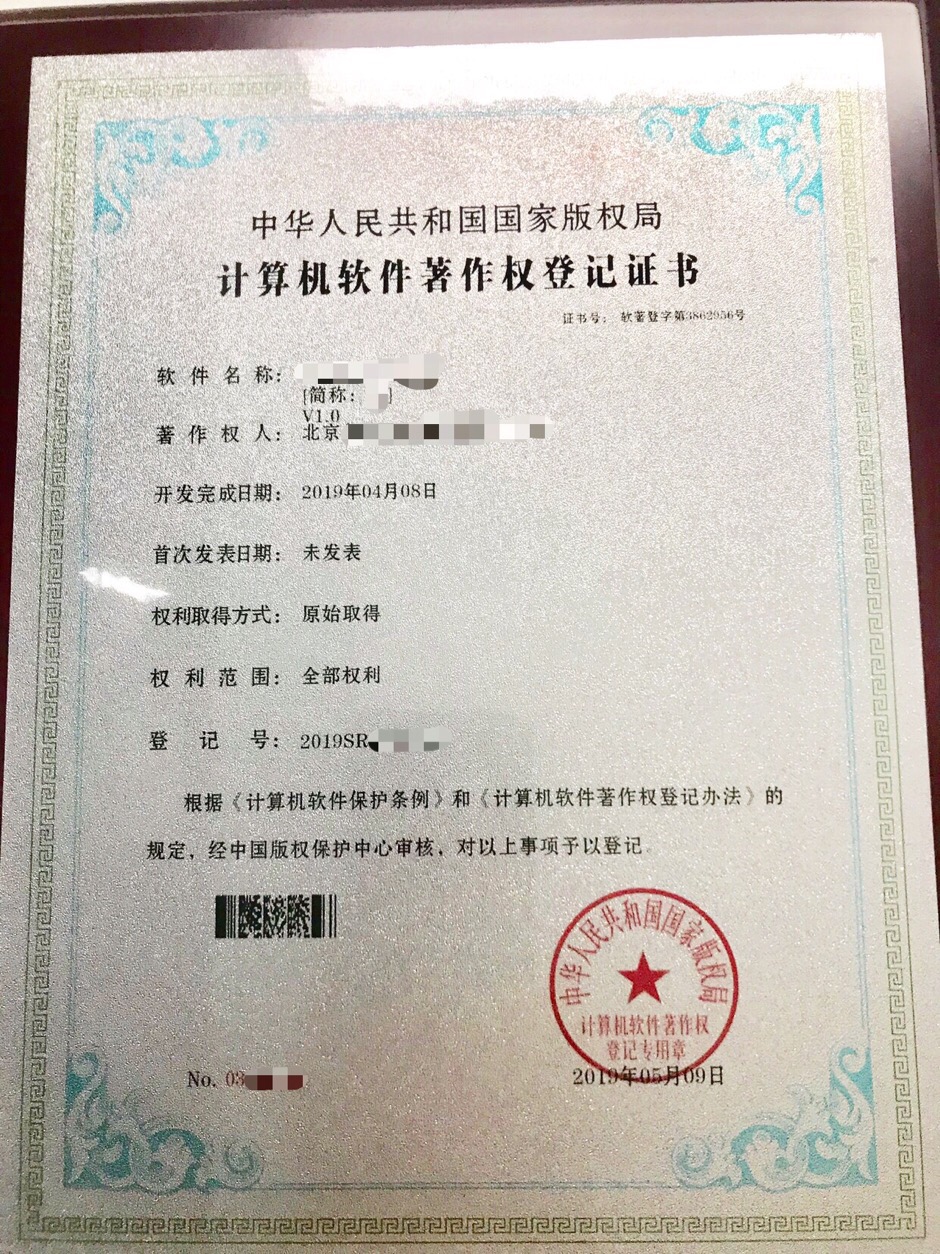 中华人民共和国国家版权局
计算机软件著作权登记证书
证书号： 软著登字第3862956号
软件名称：
[简称： ]
V1.0
著作权人： 北京
开发完成日期： 2019年04月08日
首次发表日期： 未发表
权利取得方式： 原始取得
权利范围： 全部权利
登记号： 2019SR
根据《计算机软件保护条例》和《计算机软件著作权登记办法》的
规定，经中国版权保护中心审核，对以上事项予以登记。
中华人民共和国国家版权局
计算机软件著作权
登记专用章
No. 03
2019年05月09日